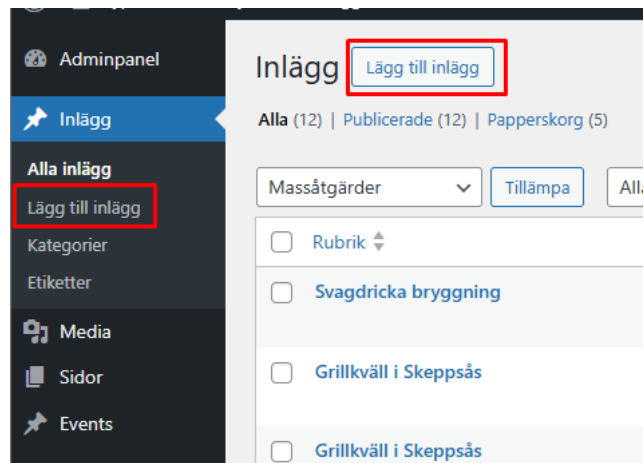 Adminpanel
Inlägg
Alla inlägg
Lägg till inlägg
Kategorier
Etiketter
Media
Sidor
Events
Inlägg Lägg till inlägg
Alla (12) | Publicerade (12) | Papperskorg (5)
Massåtgärder Tillämpa
Rubrik
Svagdricka bryggning
Grillkväll i Skeppsås
Grillkväll i Skeppsås